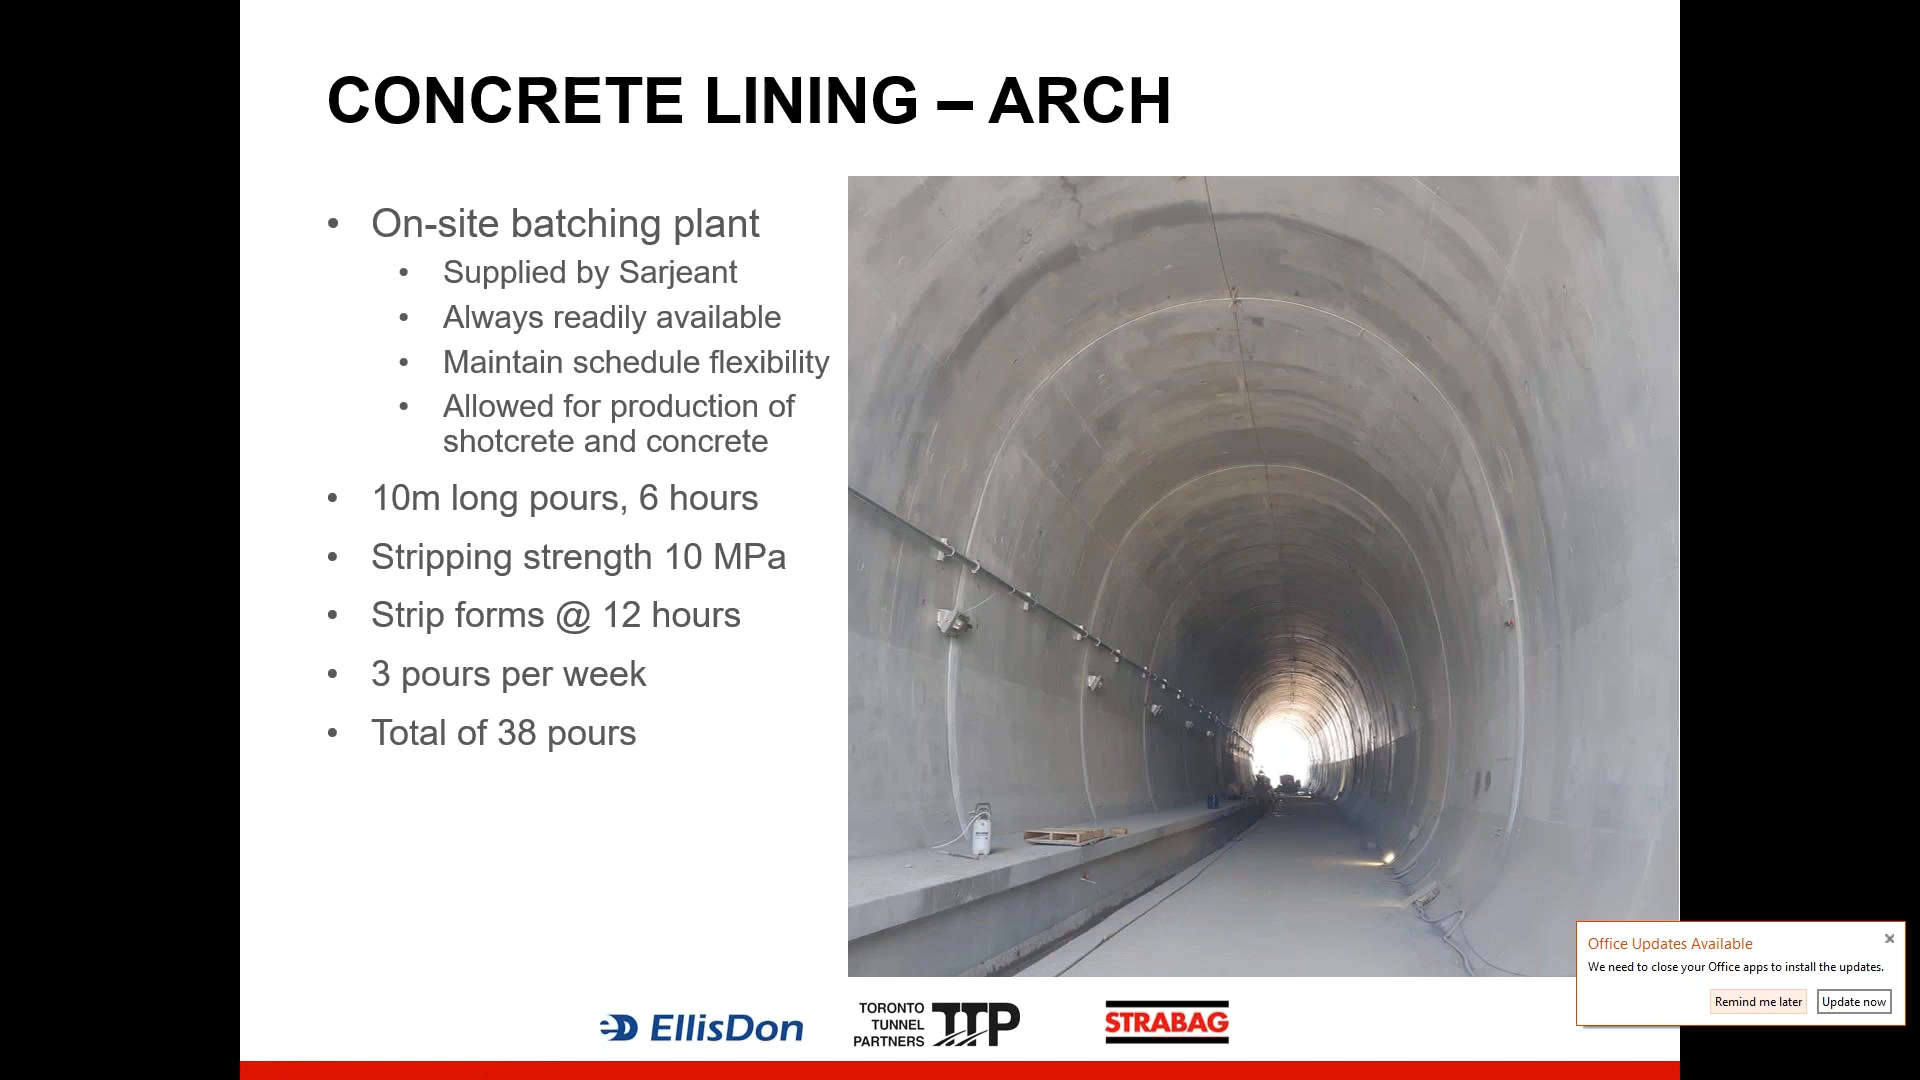 CONCRETE LINING – ARCH
• On-site batching plant
• Supplied by Sarjeant
• Always readily available
• Maintain schedule flexibility
• Allowed for production of
shotcrete and concrete
• 10m long pours, 6 hours
• Stripping strength 10 MPa
• Strip forms @ 12 hours
• 3 pours per week
• Total of 38 pours
EllisDon
TORONTO
TUNNEL
PARTNERS
TTP
STRABAG
Office Updates Available
We need to close your Office apps to install the updates.
Remind me later
Update now